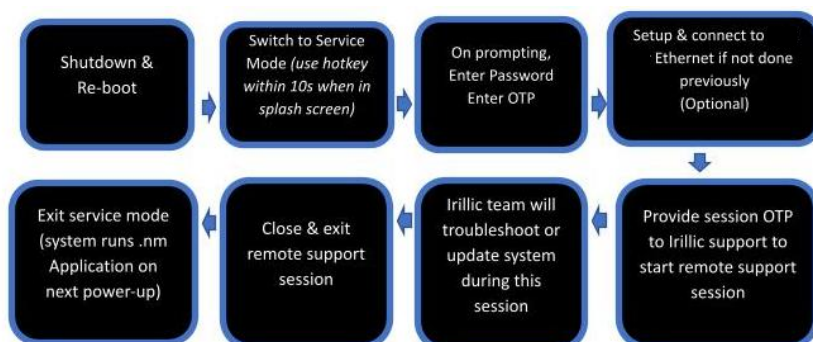 Shutdown &
Re-boot
Switch to Service
Mode (use hotkey
within 10s when in
splash screen)
On prompting,
Enter Password
Enter OTP
Setup & connect to
Ethernet if not done
previously
(Optional)
Provide session OTP
to Irillic support to
start remote support
session
Irillic team will
troubleshoot or
update system
during this
session
Close & exit
remote support
session
Exit service mode
(system runs .nm
Application on
next power-up)